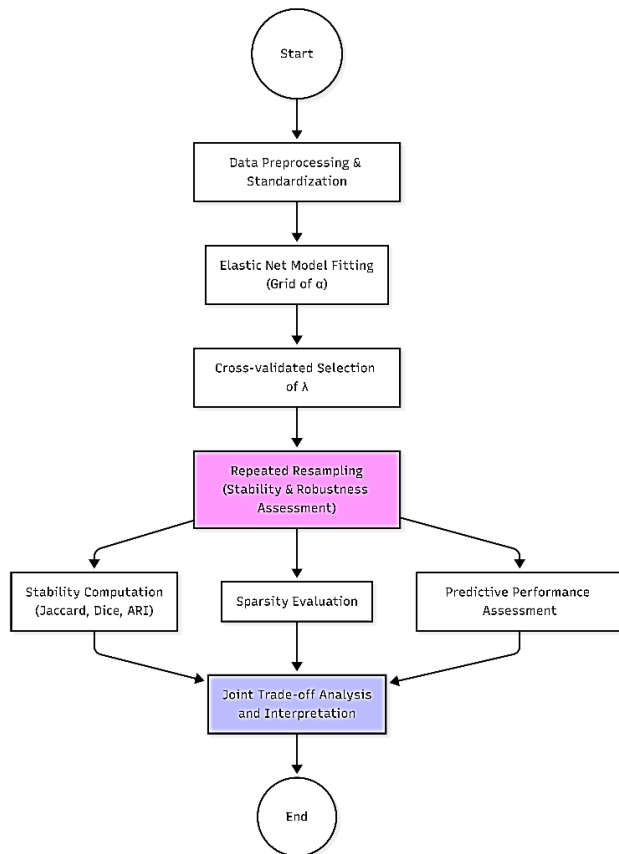 Start
Data Preprocessing &
Standardization
Elastic Net Model Fitting
(Grid of α)
Cross-validated Selection
of λ
Repeated Resampling
(Stability & Robustness
Assessment)
Stability Computation
(Jaccard, Dice, ARI)
Sparsity Evaluation
Predictive Performance
Assessment
Joint Trade-off Analysis
and Interpretation
End